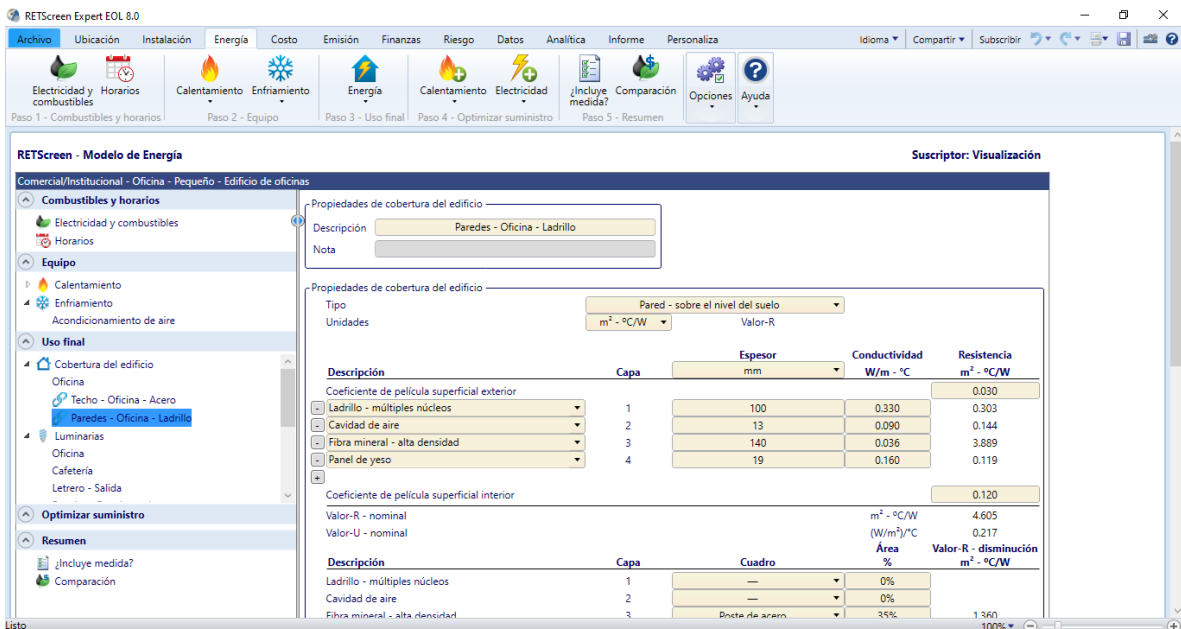 RETScreen Expert EOL 8.0
Archivo Ubicación Instalación Energía Costo Emisión Finanzas Riesgo Datos Analítica Informe Personaliza Idioma Compartir Subscribir
Electricidad y combustibles Horarios Calentamiento Enfriamiento Energía Calentamiento Electricidad ¿Incluye medida? Comparación Opciones Ayuda
Paso 1 - Combustibles y horarios Paso 2 - Equipo Paso 3 - Uso final Paso 4 - Optimizar suministro Paso 5 - Resumen
RETScreen - Modelo de Energía Suscriptor: Visualización
Comercial/Institucional - Oficina - Pequeño - Edificio de oficinas
Combustibles y horarios
Electricidad y combustibles
Horarios
Equipo
Calentamiento
Enfriamiento
Acondicionamiento de aire
Uso final
Cobertura del edificio
Oficina
Techo - Oficina - Acero
Paredes - Oficina - Ladrillo
Luminarias
Oficina
Cafetería
Letrero - Salida
Optimizar suministro
Resumen
¿Incluye medida?
Comparación
Propiedades de cobertura del edificio
Descripción Paredes - Oficina - Ladrillo
Nota
Propiedades de cobertura del edificio
Tipo Pared - sobre el nivel del suelo
Unidades m² - ºC/W Valor-R
Espesor Conductividad Resistencia
Descripción Capa mm W/m - °C m² - ºC/W
Coeficiente de película superficial exterior 0.030
- Ladrillo - múltiples núcleos 1 100 0.330 0.303
- Cavidad de aire 2 13 0.090 0.144
- Fibra mineral - alta densidad 3 140 0.036 3.889
- Panel de yeso 4 19 0.160 0.119
+
Coeficiente de película superficial interior 0.120
Valor-R - nominal m² - ºC/W 4.605
Valor-U - nominal (W/m²)/°C 0.217
Área Valor-R - disminución
Descripción Capa Cuadro % m² - ºC/W
Ladrillo - múltiples núcleos 1 — 0%
Cavidad de aire 2 — 0%
Fibra mineral - alta densidad 3 Poste de acero 35% 1.360
Listo 100%